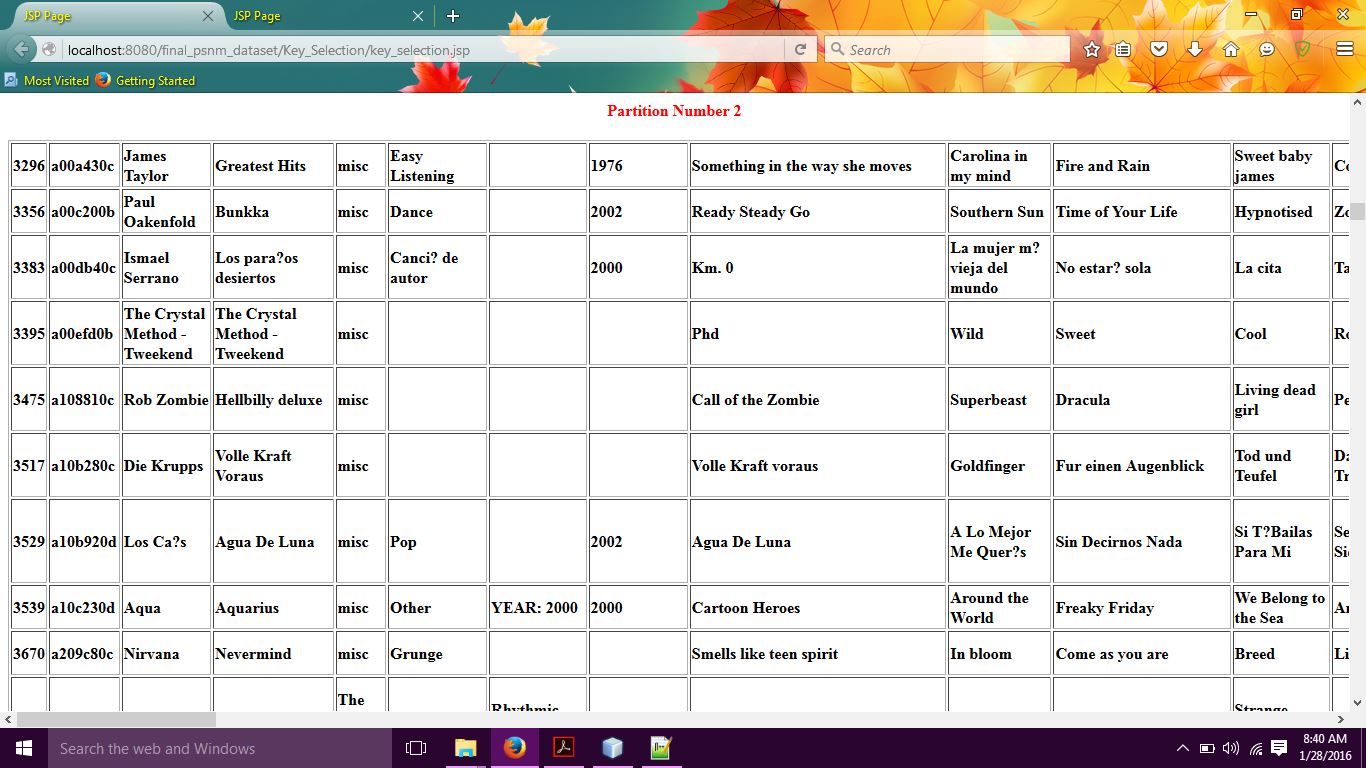 JSP Page
JSP Page
localhost:8080/final_psnm_dataset/Key_Selection/key_selection.jsp
Search
Most Visited
Getting Started
Partition Number 2
3296 a00a430c James Taylor Greatest Hits misc Easy Listening 1976 Something in the way she moves Carolina in my mind Fire and Rain Sweet baby james
3356 a00c200b Paul Oakenfold Bunkka misc Dance 2002 Ready Steady Go Southern Sun Time of Your Life Hypnotised
3383 a00db40c Ismael Serrano Los para?os desiertos misc Canci? de autor 2000 Km. 0 La mujer m? vieja del mundo No estar? sola La cita Ta
3395 a00efd0b The Crystal Method - Tweekend The Crystal Method - Tweekend misc Phd Wild Sweet Cool
3475 a108810c Rob Zombie Hellbilly deluxe misc Call of the Zombie Superbeast Dracula Living dead girl Pe
3517 a10b280c Die Krupps Volle Kraft Voraus misc Volle Kraft voraus Goldfinger Fur einen Augenblick Tod und Teufel
3529 a10b920d Los Ca?s Agua De Luna misc Pop 2002 Agua De Luna A Lo Mejor Me Quer?s Sin Decirnos Nada Si T?Bailas Para Mi
3539 a10c230d Aqua Aquarius misc Other YEAR: 2000 2000 Cartoon Heroes Around the World Freaky Friday We Belong to the Sea
3670 a209c80c Nirvana Nevermind misc Grunge Smells like teen spirit In bloom Come as you are Breed Li
The Rhythmic Strange
Search the web and Windows
8:40 AM
1/28/2016